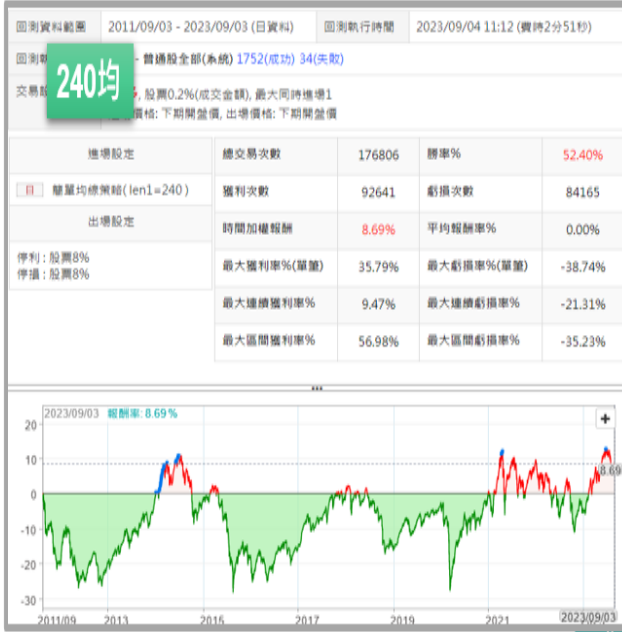 回測資料範圍 2011/09/03 - 2023/09/03 (日資料) 回測執行時間 2023/09/04 11:12 (費時2分51秒)
回測執 - 普通股全部(系統) 1752(成功) 34(失敗)
240均
交易設 , 股票0.2%(成交金額), 最大同時進場1
價格: 下期開盤價, 出場價格: 下期開盤價
進場設定 總交易次數 176806 勝率% 52.40%
日 簡單均線策略(len1=240) 獲利次數 92641 虧損次數 84165
出場設定 時間加權報酬 8.69% 平均報酬率% 0.00%
停利: 股票8%
停損: 股票8%
最大獲利率%(單筆) 35.79% 最大虧損率%(單筆) -38.74%
最大連續獲利率% 9.47% 最大連續虧損率% -21.31%
最大區間獲利率% 56.98% 最大區間虧損率% -35.23%
2023/09/03 報酬率: 8.69%
+
20
10
8.69
0
-10
-20
-30
2011/09 2013 2015 2017 2019 2021 2023/09/03